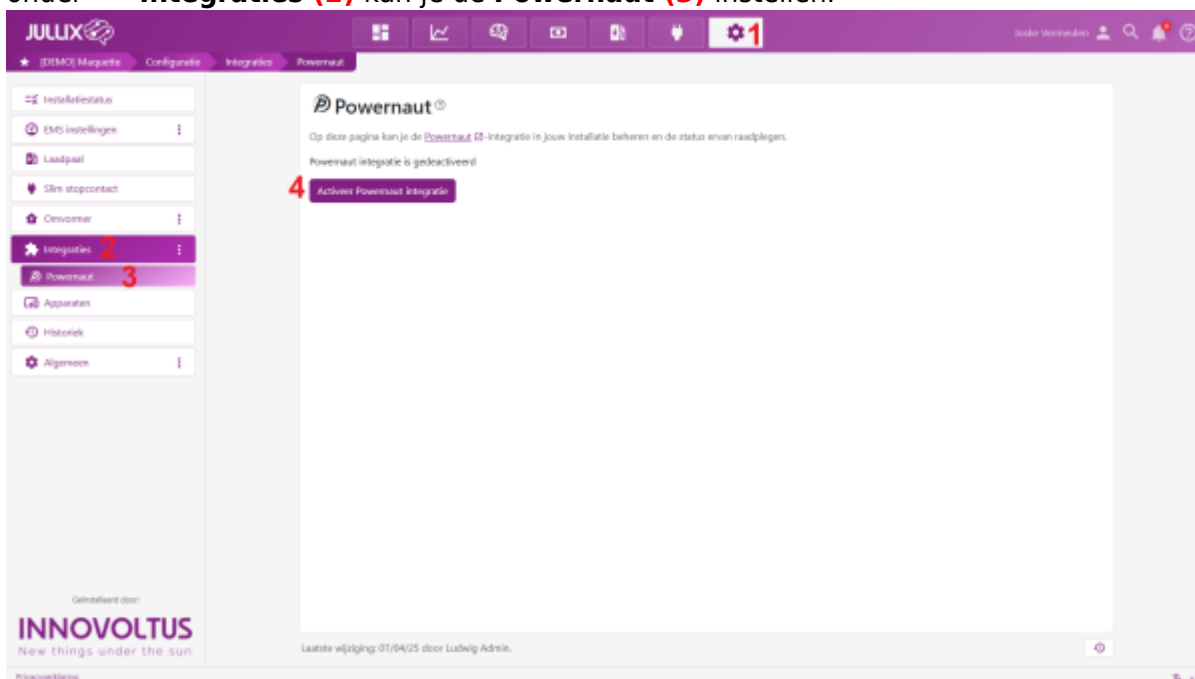 Integraties (2) kan je de Powernaut (3) instellen.
JULLUX
1
Joske Vermeulen
[DEMO] Maquette Configuratie Integraties Powernaut
Installatiestatus
EMS instellingen
Laadpaal
Slim stopcontact
Omvormer
Integraties 2
Powernaut 3
Apparaten
Historiek
Algemeen
Powernaut
Op deze pagina kan je de Powernaut-integratie in jouw installatie beheren en de status ervan raadplegen.
Powernaut integratie is gedeactiveerd
4 Activeer Powernaut integratie
Geïnstalleerd door:
INNOVOLTUS
New things under the sun
Laatste wijziging: 07/04/25 door Ludwig Admin.
Privacyverklaring